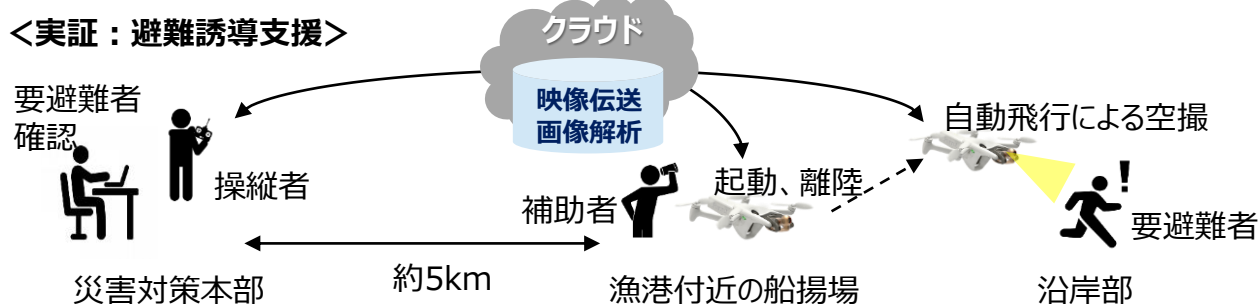 <実証：避難誘導支援>
クラウド
映像伝送
画像解析
要避難者
確認
操縦者
補助者
起動、離陸
自動飛行による空撮
要避難者
約5km
災害対策本部
漁港付近の船揚場
沿岸部